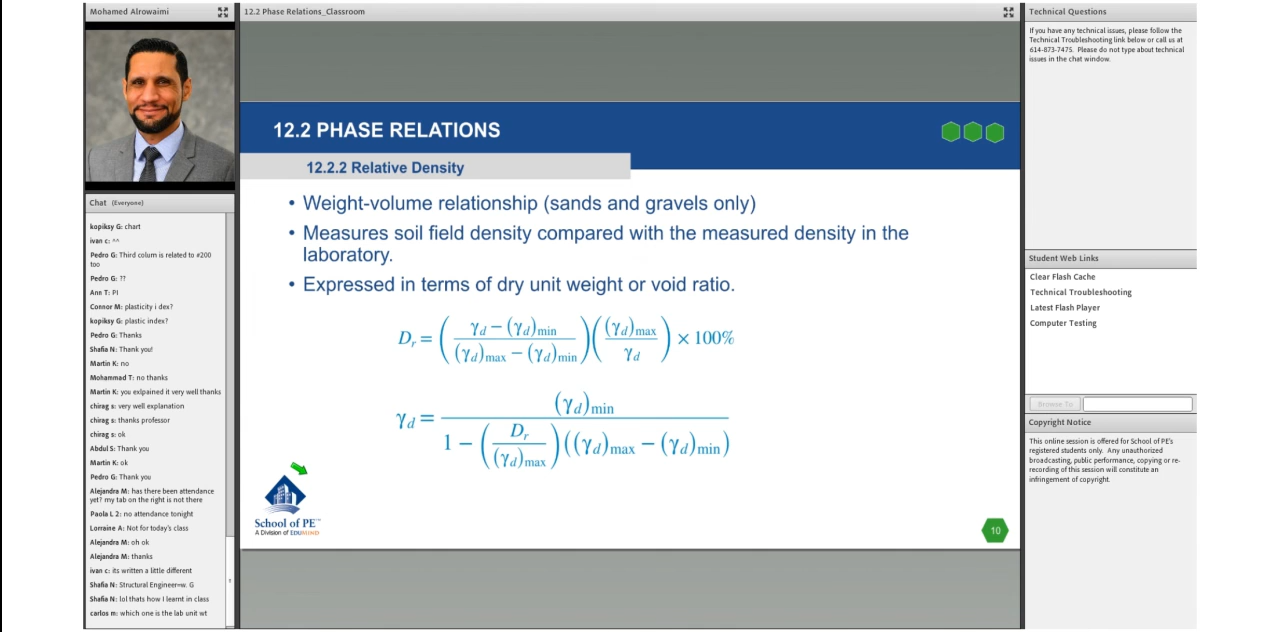 Mohamed Alrowaimi
Chat (Everyone)
kopiksy G: chart
ivan c: ^^
Pedro G: Third colum is related to #200
too
Pedro G: ??
Ann T: PI
Connor M: plasticity i dex?
kopiksy G: plastic index?
Pedro G: Thanks
Shafia N: Thank you!
Martin K: no
Mohammad T: no thanks
Martin K: you exlpained it very well thanks
chirag s: very well explanation
chirag s: thanks professor
chirag s: ok
Abdul S: Thank you
Martin K: ok
Pedro G: Thank you
Alejandra M: has there been attendance
yet? my tab on the right is not there
Paola L 2: no attendance tonight
Lorraine A: Not for today's class
Alejandra M: oh ok
Alejandra M: thanks
ivan c: its written a little different
Shafia N: Structural Engineer=w. G
Shafia N: lol thats how I learnt in class
carlos m: which one is the lab unit wt
12.2 Phase Relations_Classroom
12.2 PHASE RELATIONS
12.2.2 Relative Density
• Weight-volume relationship (sands and gravels only)
• Measures soil field density compared with the measured density in the
laboratory.
• Expressed in terms of dry unit weight or void ratio.
D_r = ( (γ_d − (γ_d)_min) / ((γ_d)_max − (γ_d)_min) ) ( (γ_d)_max / γ_d ) × 100%
γ_d = (γ_d)_min / ( 1 − ( D_r / (γ_d)_max ) ((γ_d)_max − (γ_d)_min) )
School of PE™
A Division of EDUMIND
10
Technical Questions
If you have any technical issues, please follow the
Technical Troubleshooting link below or call us at
614-873-7475. Please do not type about technical
issues in the chat window.
Student Web Links
Clear Flash Cache
Technical Troubleshooting
Latest Flash Player
Computer Testing
Browse To
Copyright Notice
This online session is offered for School of PE's
registered students only. Any unauthorized
broadcasting, public performance, copying or re-
recording of this session will constitute an
infringement of copyright.